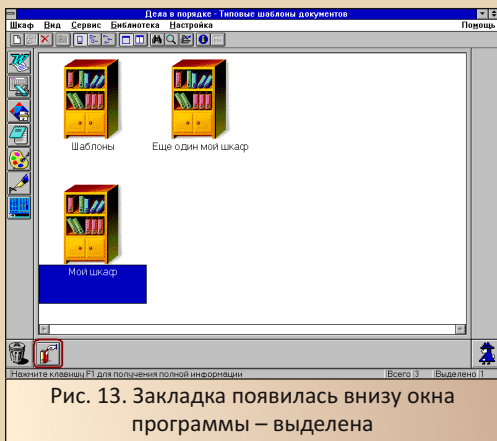 Дела в порядке - Типовые шаблоны документов
Шкаф Вид Сервис Библиотека Настройка Помощь
Шаблоны Еще один мой шкаф
Мой шкаф
Нажмите клавишу F1 для получения полной информации Всего 3 Выделено 1
Рис. 13. Закладка появилась внизу окна
программы – выделена